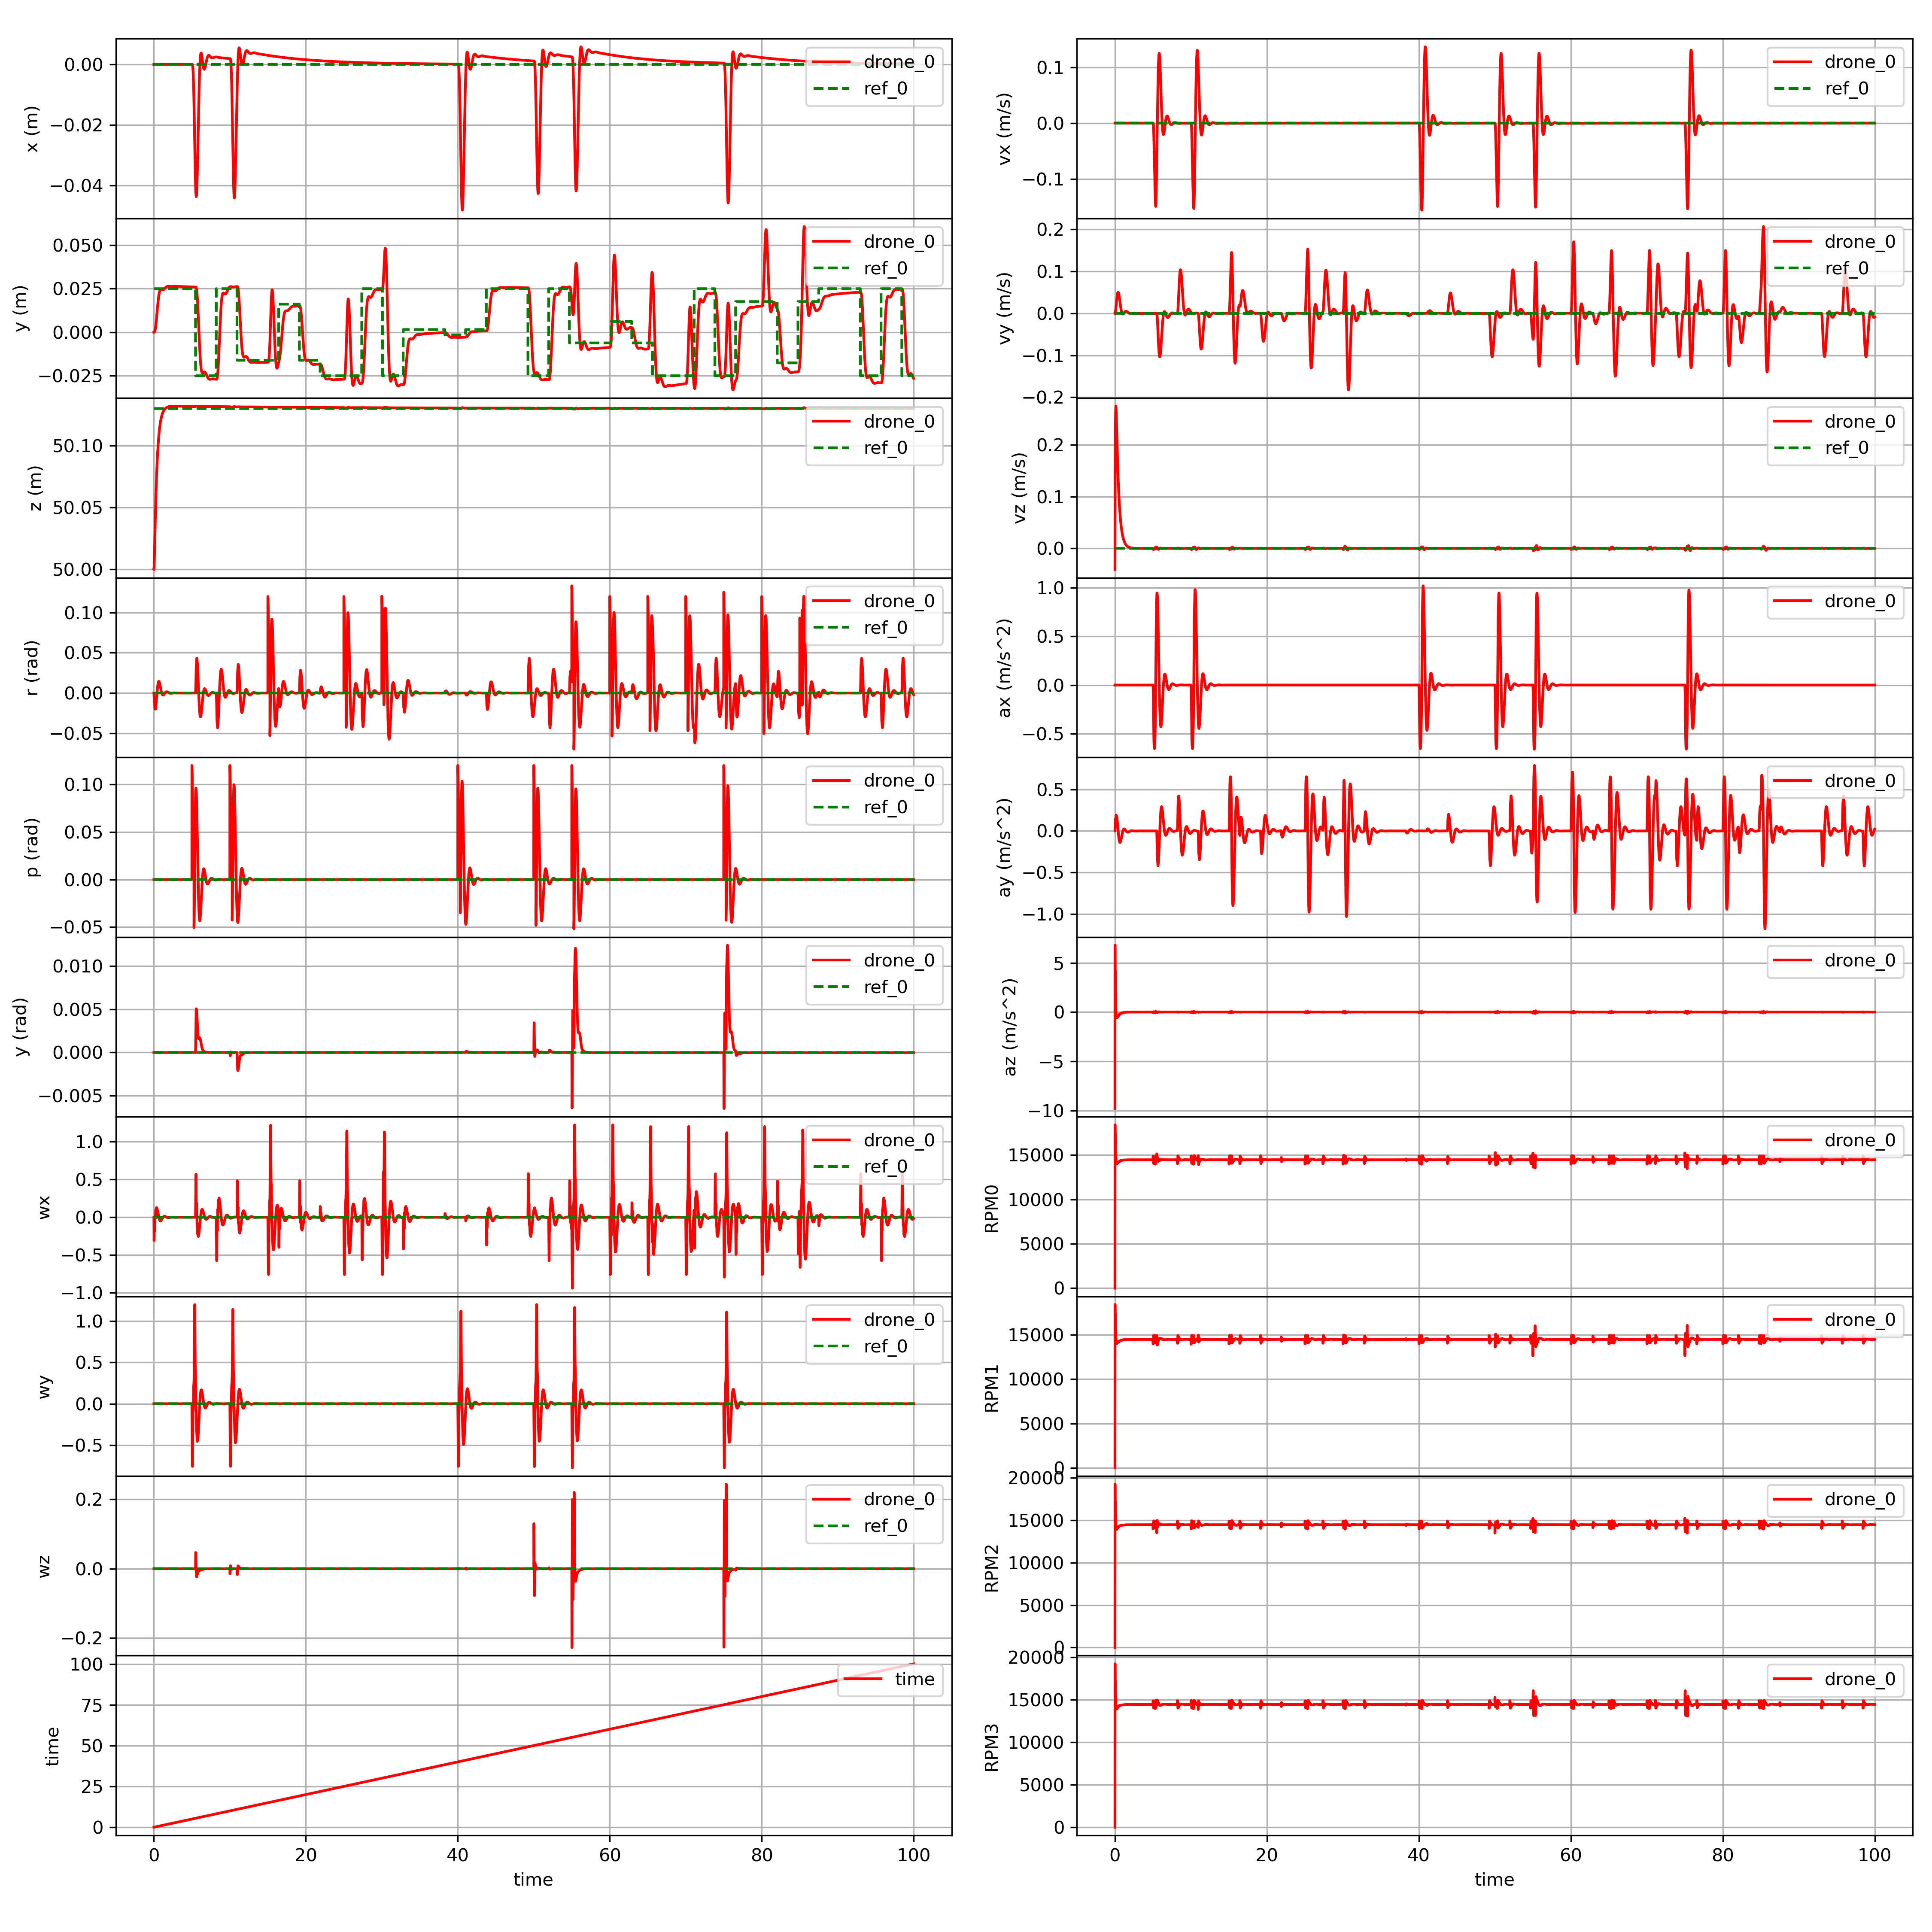 0.00
−0.02
−0.04
x (m)
drone_0
ref_0
0.050
0.025
0.000
−0.025
y (m)
drone_0
ref_0
50.10
50.05
50.00
z (m)
drone_0
ref_0
0.10
0.05
0.00
−0.05
r (rad)
drone_0
ref_0
0.10
0.05
0.00
−0.05
p (rad)
drone_0
ref_0
0.010
0.005
0.000
−0.005
y (rad)
drone_0
ref_0
1.0
0.5
0.0
−0.5
−1.0
wx
drone_0
ref_0
1.0
0.5
0.0
−0.5
wy
drone_0
ref_0
0.2
0.0
−0.2
wz
drone_0
ref_0
100
75
50
25
0
time
time
0 20 40 60 80 100
time
0.1
0.0
−0.1
vx (m/s)
drone_0
ref_0
0.2
0.1
0.0
−0.1
−0.2
vy (m/s)
drone_0
ref_0
0.2
0.1
0.0
vz (m/s)
drone_0
ref_0
1.0
0.5
0.0
−0.5
ax (m/s^2)
drone_0
0.5
0.0
−0.5
−1.0
ay (m/s^2)
drone_0
5
0
−5
−10
az (m/s^2)
drone_0
15000
10000
5000
0
RPM0
drone_0
15000
10000
5000
0
RPM1
drone_0
20000
15000
10000
5000
0
RPM2
drone_0
20000
15000
10000
5000
0
RPM3
drone_0
0 20 40 60 80 100
time